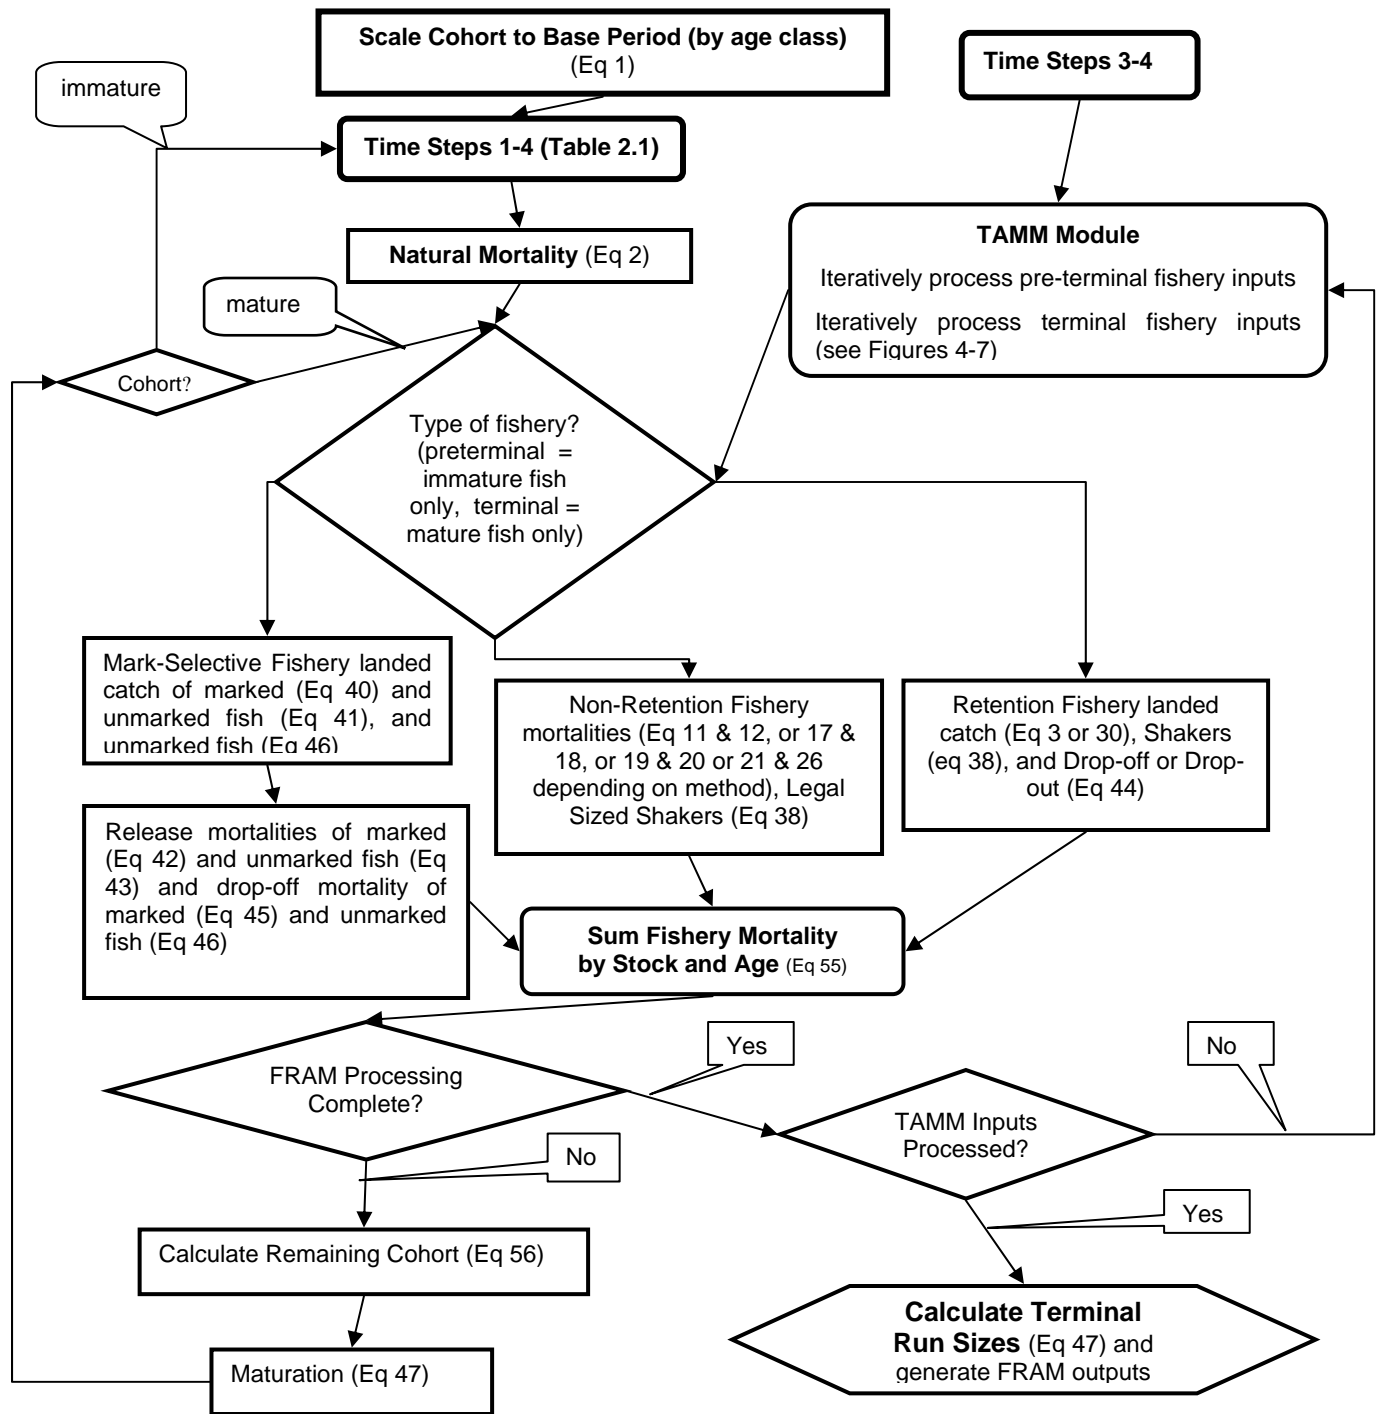 Scale Cohort to Base Period (by age class)
(Eq 1)
Time Steps 3-4
immature
Time Steps 1-4 (Table 2.1)
TAMM Module
Iteratively process pre-terminal fishery inputs
Iteratively process terminal fishery inputs
(see Figures 4-7)
Natural Mortality (Eq 2)
mature
Cohort?
Type of fishery?
(preterminal =
immature fish
only, terminal =
mature fish only)
Mark-Selective Fishery landed
catch of marked (Eq 40) and
unmarked fish (Eq 41), and
unmarked fish (Eq 46)
Non-Retention Fishery
mortalities (Eq 11 & 12, or 17 &
18, or 19 & 20 or 21 & 26
depending on method), Legal
Sized Shakers (Eq 38)
Retention Fishery landed
catch (Eq 3 or 30), Shakers
(eq 38), and Drop-off or Drop-
out (Eq 44)
Release mortalities of marked
(Eq 42) and unmarked fish (Eq
43) and drop-off mortality of
marked (Eq 45) and unmarked
fish (Eq 46)
Sum Fishery Mortality
by Stock and Age (Eq 55)
FRAM Processing
Complete?
Yes
No
TAMM Inputs
Processed?
No
Yes
Calculate Remaining Cohort (Eq 56)
Maturation (Eq 47)
Calculate Terminal
Run Sizes (Eq 47) and
generate FRAM outputs